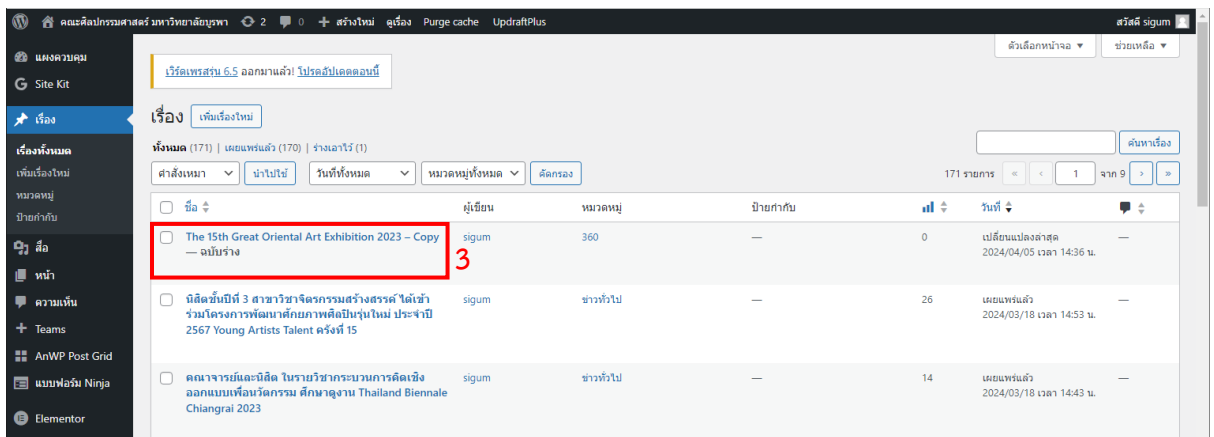 คณะศิลปกรรมศาสตร์ มหาวิทยาลัยบูรพา 2 0 + สร้างใหม่ ดูเรื่อง Purge cache UpdraftPlus สวัสดี sigum
ตัวเลือกหน้าจอ ช่วยเหลือ
แผงควบคุม
Site Kit
เรื่อง
เรื่องทั้งหมด
เพิ่มเรื่องใหม่
หมวดหมู่
ป้ายกำกับ
สื่อ
หน้า
ความเห็น
Teams
AnWP Post Grid
แบบฟอร์ม Ninja
Elementor
เวิร์ดเพรสรุ่น 6.5 ออกมาแล้ว! โปรดอัปเดตตอนนี้
เรื่อง เพิ่มเรื่องใหม่
ทั้งหมด (171) | เผยแพร่แล้ว (170) | ร่างเอาไว้ (1)
ค้นหาเรื่อง
คำสั่งเหมา นำไปใช้ วันที่ทั้งหมด หมวดหมู่ทั้งหมด คัดกรอง 171 รายการ « ‹ 1 จาก 9 › »
ชื่อ ผู้เขียน หมวดหมู่ ป้ายกำกับ วันที่
The 15th Great Oriental Art Exhibition 2023 – Copy sigum 360 — 0 เปลี่ยนแปลงล่าสุด —
— ฉบับร่าง 2024/04/05 เวลา 14:36 น.
3
นิสิตชั้นปีที่ 3 สาขาวิชาจิตรกรรมสร้างสรรค์ ได้เข้า sigum ข่าวทั่วไป — 26 เผยแพร่แล้ว —
ร่วมโครงการพัฒนาศักยภาพศิลปินรุ่นใหม่ ประจำปี 2024/03/18 เวลา 14:53 น.
2567 Young Artists Talent ครั้งที่ 15
คณาจารย์และนิสิต ในรายวิชากระบวนการคิดเชิง sigum ข่าวทั่วไป — 14 เผยแพร่แล้ว —
ออกแบบเพื่อนวัตกรรม ศึกษาดูงาน Thailand Biennale 2024/03/18 เวลา 14:43 น.
Chiangrai 2023